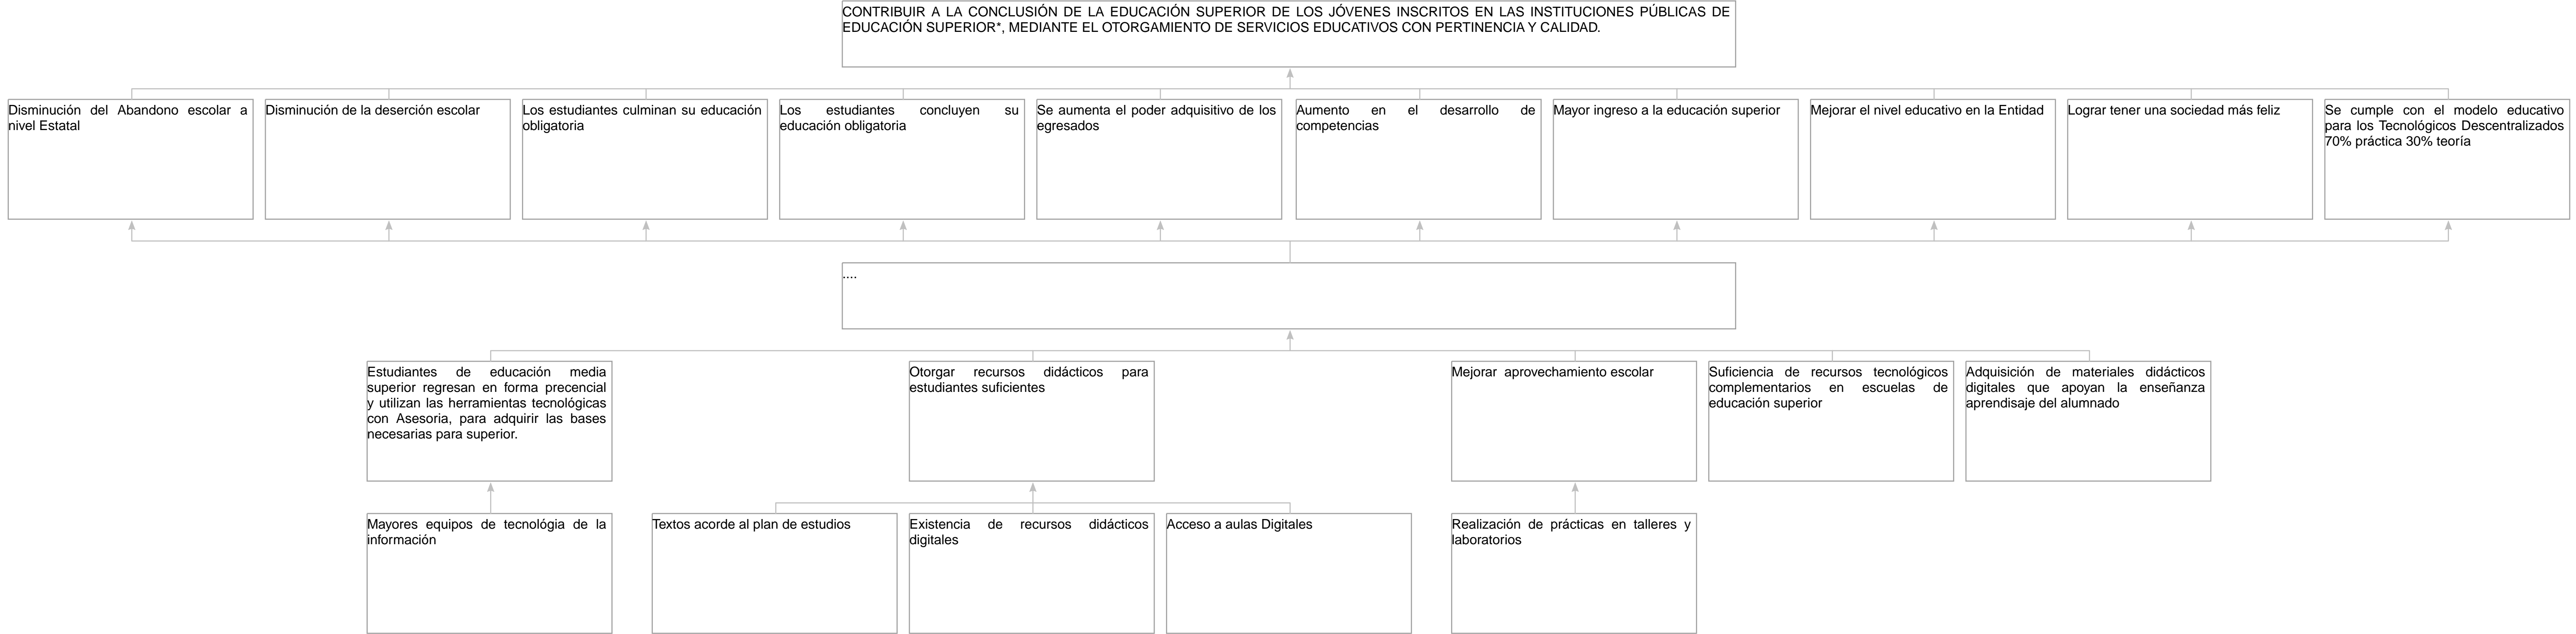 CONTRIBUIR A LA CONCLUSIÓN DE LA EDUCACIÓN SUPERIOR DE LOS JÓVENES INSCRITOS EN LAS INSTITUCIONES PÚBLICAS DE
EDUCACIÓN SUPERIOR*, MEDIANTE EL OTORGAMIENTO DE SERVICIOS EDUCATIVOS CON PERTINENCIA Y CALIDAD.
Disminución del Abandono escolar a
nivel Estatal
Disminución de la deserción escolar
Los estudiantes culminan su educación
obligatoria
Los estudiantes concluyen su
educación obligatoria
Se aumenta el poder adquisitivo de los
egresados
Aumento en el desarrollo de
competencias
Mayor ingreso a la educación superior
Mejorar el nivel educativo en la Entidad
Lograr tener una sociedad más feliz
Se cumple con el modelo educativo
para los Tecnológicos Descentralizados
70% práctica 30% teoría
....
Estudiantes de educación media
superior regresan en forma precencial
y utilizan las herramientas tecnológicas
con Asesoria, para adquirir las bases
necesarias para superior.
Otorgar recursos didácticos para
estudiantes suficientes
Mejorar aprovechamiento escolar
Suficiencia de recursos tecnológicos
complementarios en escuelas de
educación superior
Adquisición de materiales didácticos
digitales que apoyan la enseñanza
aprendisaje del alumnado
Mayores equipos de tecnológia de la
información
Textos acorde al plan de estudios
Existencia de recursos didácticos
digitales
Acceso a aulas Digitales
Realización de prácticas en talleres y
laboratorios